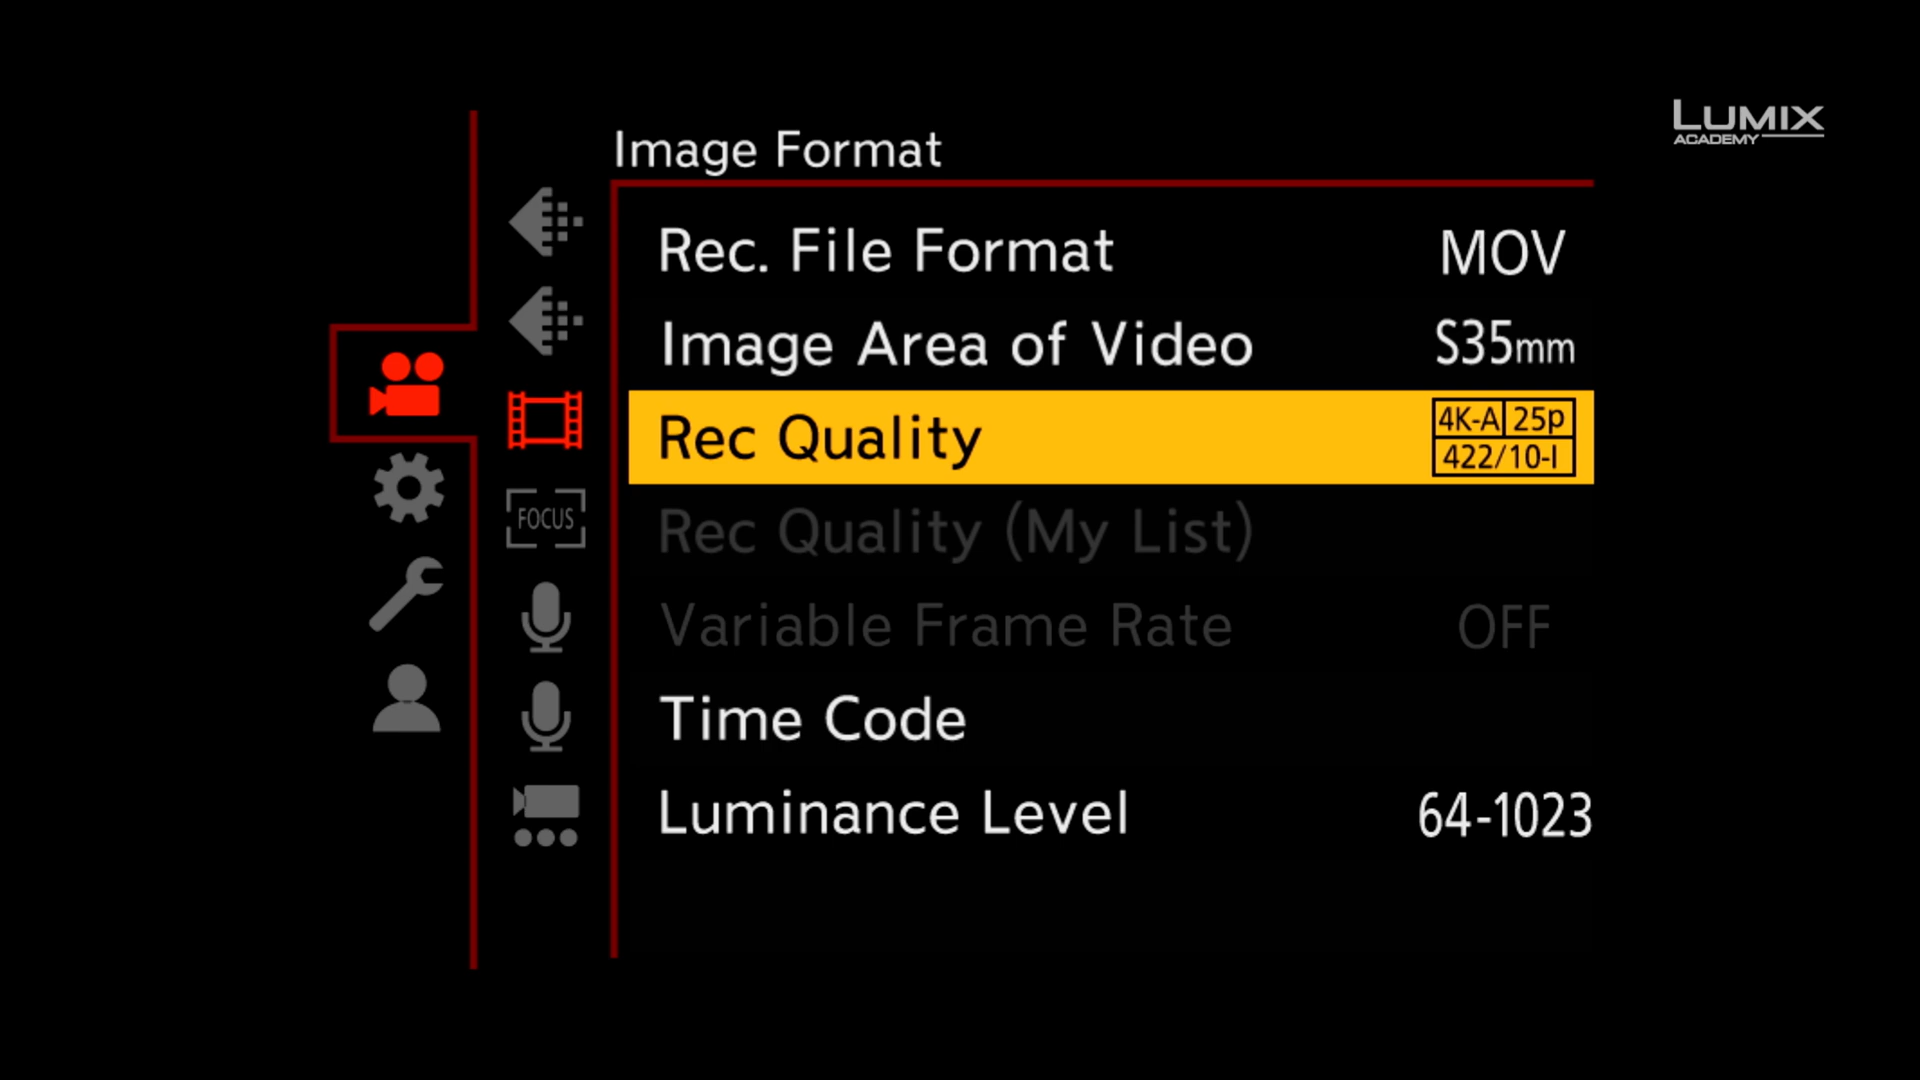 LUMIX
ACADEMY
Image Format
Rec. File Format MOV
Image Area of Video S35mm
Rec Quality 4K-A 25p
422/10-I
Rec Quality (My List)
FOCUS
Variable Frame Rate OFF
Time Code
Luminance Level 64-1023